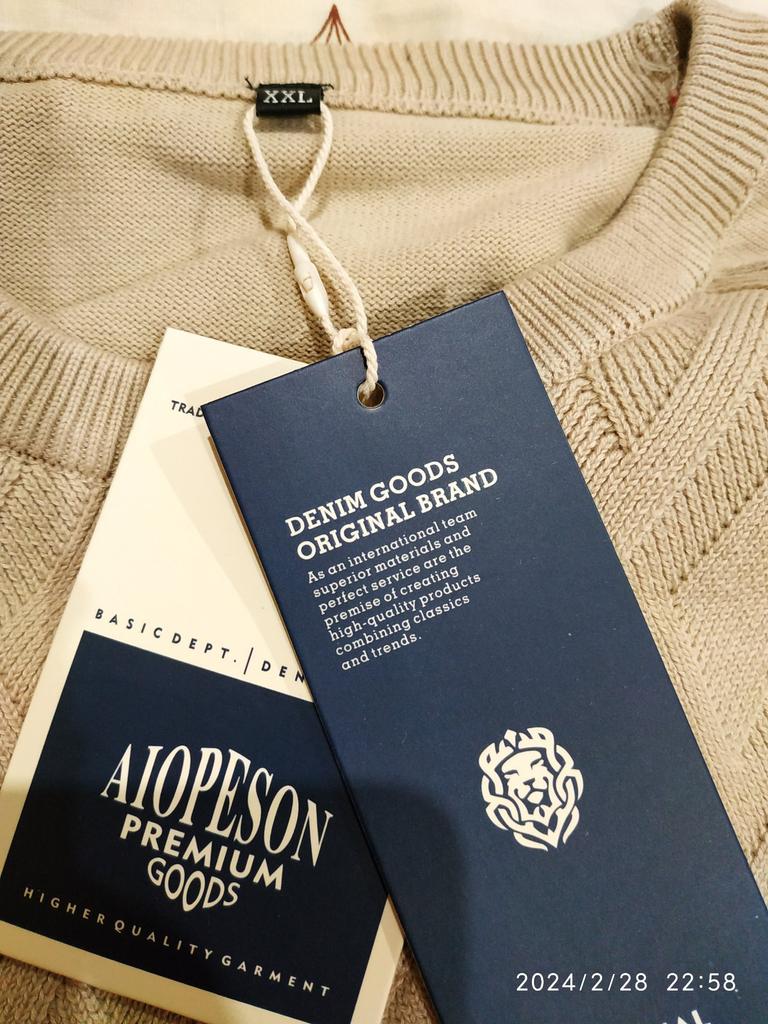 XXL
DENIM GOODS
ORIGINAL BRAND
As an international team
superior materials and
perfect service are the
premise of creating
high-quality products
combining classics
and trends.
BASIC DEPT. | DEN
AIOPESON
PREMIUM
GOODS
HIGHER QUALITY GARMENT
2024/2/28 22:58